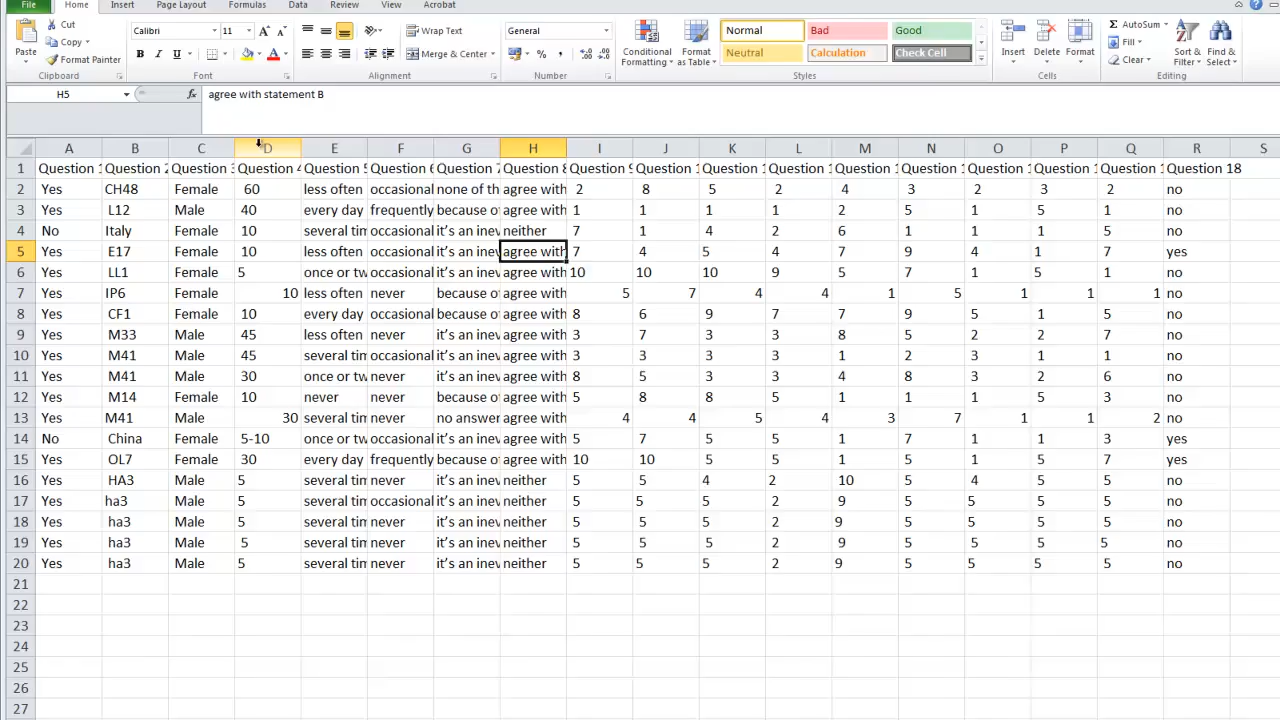 File Home Insert Page Layout Formulas Data Review View Acrobat
Cut Calibri 11 Wrap Text General Normal Bad Good AutoSum
Copy Fill
Paste Format Painter B I U Merge & Center % , Conditional Formatting Format as Table Neutral Calculation Check Cell Insert Delete Format Clear Sort & Filter Find & Select
Clipboard Font Alignment Number Styles Cells Editing
H5 fx agree with statement B
A B C D E F G H I J K L M N O P Q R S
1 Question 1 Question 2 Question 3 Question 4 Question 5 Question 6 Question 7 Question 8 Question 9 Question 1 Question 1 Question 1 Question 1 Question 1 Question 1 Question 1 Question 1 Question 18
2 Yes CH48 Female 60 less often occasional none of th agree with 2 8 5 2 4 3 2 3 2 no
3 Yes L12 Male 40 every day frequently because of agree with 1 1 1 1 2 5 1 5 1 no
4 No Italy Female 10 several time occasional it's an inev neither 7 1 4 2 6 1 1 1 5 no
5 Yes E17 Female 10 less often occasional it's an inev agree with 7 4 5 4 7 9 4 1 7 yes
6 Yes LL1 Female 5 once or tw occasional it's an inev agree with 10 10 10 9 5 7 1 5 1 no
7 Yes IP6 Female 10 less often never because of agree with 5 7 4 4 1 5 1 1 1 no
8 Yes CF1 Female 10 every day occasional because of agree with 8 6 9 7 7 9 5 1 5 no
9 Yes M33 Male 45 less often never it's an inev agree with 3 7 3 3 8 5 2 2 7 no
10 Yes M41 Male 45 several tim occasional it's an inev agree with 3 3 3 3 1 2 3 1 1 no
11 Yes M41 Female 30 once or tw never it's an inev agree with 8 5 3 3 4 8 3 2 6 no
12 Yes M14 Female 10 never never because of agree with 5 8 8 5 1 1 1 5 3 no
13 Yes M41 Male 30 several tim never no answer agree with 4 4 5 4 3 7 1 1 2 no
14 No China Female 5-10 once or tw occasional it's an inev agree with 5 7 5 5 1 7 1 1 3 yes
15 Yes OL7 Female 30 every day frequently because of agree with 10 10 5 5 1 5 1 5 7 yes
16 Yes HA3 Male 5 several tim occasional it's an inev neither 5 5 4 2 10 5 4 5 5 no
17 Yes ha3 Male 5 several tim occasional it's an inev neither 5 5 5 2 9 5 5 5 5 no
18 Yes ha3 Male 5 several tim never it's an inev neither 5 5 5 2 9 5 5 5 5 no
19 Yes ha3 Male 5 several tim never it's an inev neither 5 5 5 2 9 5 5 5 5 no
20 Yes ha3 Male 5 several tim never it's an inev neither 5 5 5 2 9 5 5 5 5 no
21
22
23
24
25
26
27